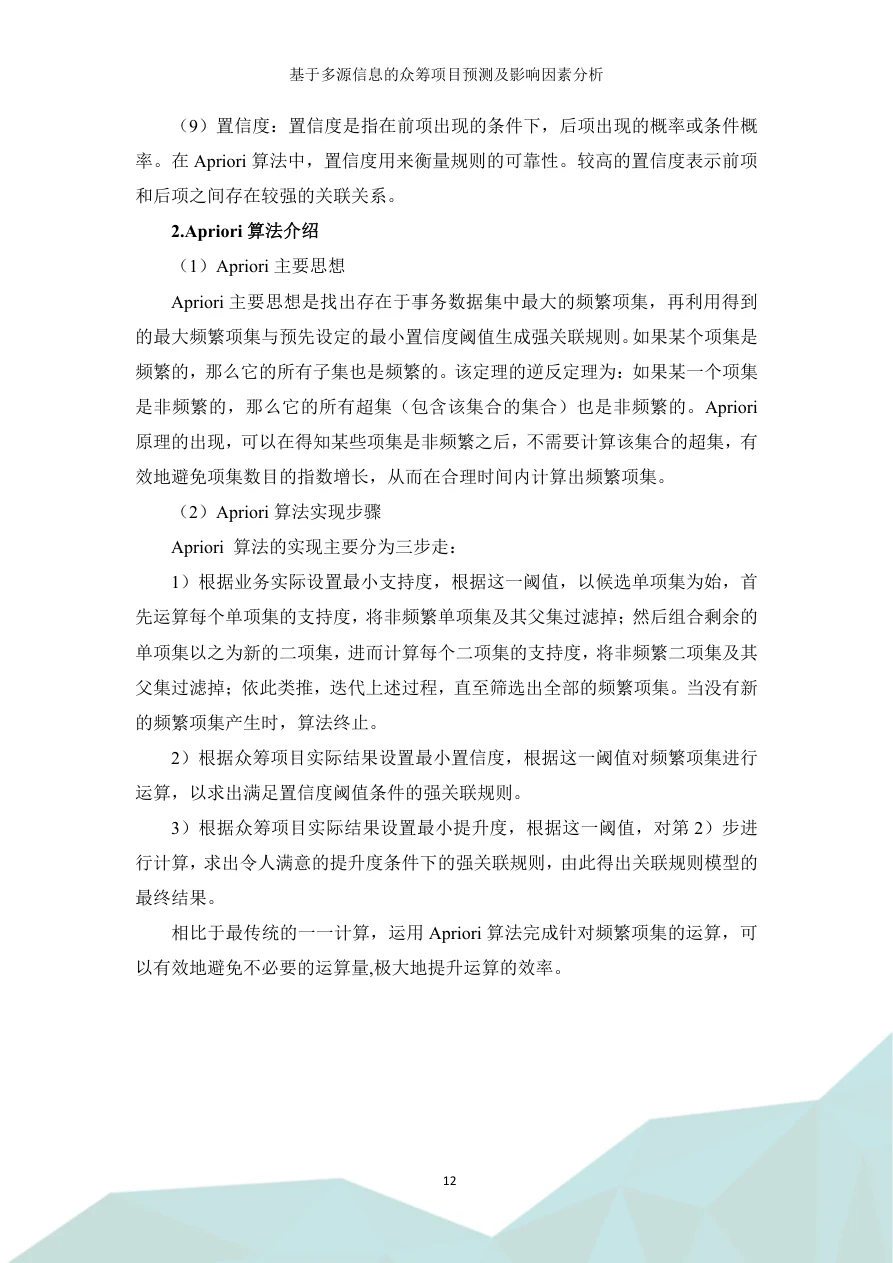 基于多源信息的众筹项目预测及影响因素分析
（9）置信度：置信度是指在前项出现的条件下，后项出现的概率或条件概
率。在 Apriori 算法中，置信度用来衡量规则的可靠性。较高的置信度表示前项
和后项之间存在较强的关联关系。
2.Apriori 算法介绍
（1）Apriori 主要思想
Apriori 主要思想是找出存在于事务数据集中最大的频繁项集，再利用得到
的最大频繁项集与预先设定的最小置信度阈值生成强关联规则。如果某个项集是
频繁的，那么它的所有子集也是频繁的。该定理的逆反定理为：如果某一个项集
是非频繁的，那么它的所有超集（包含该集合的集合）也是非频繁的。Apriori
原理的出现，可以在得知某些项集是非频繁之后，不需要计算该集合的超集，有
效地避免项集数目的指数增长，从而在合理时间内计算出频繁项集。
（2）Apriori 算法实现步骤
Apriori 算法的实现主要分为三步走：
1）根据业务实际设置最小支持度，根据这一阈值，以候选单项集为始，首
先运算每个单项集的支持度，将非频繁单项集及其父集过滤掉；然后组合剩余的
单项集以之为新的二项集，进而计算每个二项集的支持度，将非频繁二项集及其
父集过滤掉；依此类推，迭代上述过程，直至筛选出全部的频繁项集。当没有新
的频繁项集产生时，算法终止。
2）根据众筹项目实际结果设置最小置信度，根据这一阈值对频繁项集进行
运算，以求出满足置信度阈值条件的强关联规则。
3）根据众筹项目实际结果设置最小提升度，根据这一阈值，对第 2）步进
行计算，求出令人满意的提升度条件下的强关联规则，由此得出关联规则模型的
最终结果。
相比于最传统的一一计算，运用 Apriori 算法完成针对频繁项集的运算，可
以有效地避免不必要的运算量,极大地提升运算的效率。
12